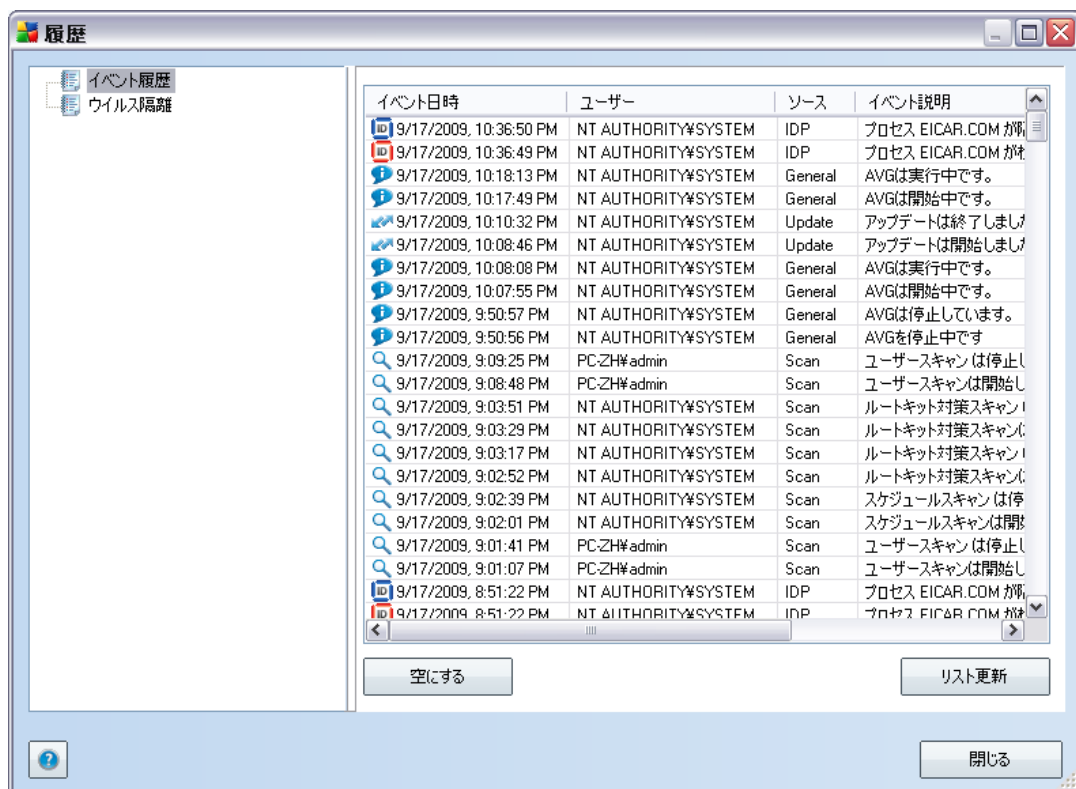 履歴
イベント履歴
ウイルス隔離
イベント日時 ユーザー ソース イベント説明
9/17/2009, 10:36:50 PM NT AUTHORITY¥SYSTEM IDP プロセス EICAR.COM が
9/17/2009, 10:36:49 PM NT AUTHORITY¥SYSTEM IDP プロセス EICAR.COM が
9/17/2009, 10:18:13 PM NT AUTHORITY¥SYSTEM General AVGは実行中です。
9/17/2009, 10:17:49 PM NT AUTHORITY¥SYSTEM General AVGは開始中です。
9/17/2009, 10:10:32 PM NT AUTHORITY¥SYSTEM Update アップデートは終了しまし
9/17/2009, 10:08:46 PM NT AUTHORITY¥SYSTEM Update アップデートは開始しまし
9/17/2009, 10:08:08 PM NT AUTHORITY¥SYSTEM General AVGは実行中です。
9/17/2009, 10:07:55 PM NT AUTHORITY¥SYSTEM General AVGは開始中です。
9/17/2009, 9:50:57 PM NT AUTHORITY¥SYSTEM General AVGは停止しています。
9/17/2009, 9:50:56 PM NT AUTHORITY¥SYSTEM General AVGを停止中です
9/17/2009, 9:09:25 PM PC-ZH¥admin Scan ユーザースキャン は停止し
9/17/2009, 9:08:48 PM PC-ZH¥admin Scan ユーザースキャンは開始し
9/17/2009, 9:03:51 PM NT AUTHORITY¥SYSTEM Scan ルートキット対策スキャン
9/17/2009, 9:03:29 PM NT AUTHORITY¥SYSTEM Scan ルートキット対策スキャン
9/17/2009, 9:03:17 PM NT AUTHORITY¥SYSTEM Scan ルートキット対策スキャン
9/17/2009, 9:02:52 PM NT AUTHORITY¥SYSTEM Scan ルートキット対策スキャン
9/17/2009, 9:02:39 PM NT AUTHORITY¥SYSTEM Scan スケジュールスキャン は停
9/17/2009, 9:02:01 PM NT AUTHORITY¥SYSTEM Scan スケジュールスキャンは開
9/17/2009, 9:01:41 PM PC-ZH¥admin Scan ユーザースキャン は停止し
9/17/2009, 9:01:07 PM PC-ZH¥admin Scan ユーザースキャンは開始し
9/17/2009, 8:51:22 PM NT AUTHORITY¥SYSTEM IDP プロセス EICAR.COM が
9/17/2009, 8:51:22 PM NT AUTHORITY¥SYSTEM IDP プロセス EICAR.COM が
空にする リスト更新
閉じる